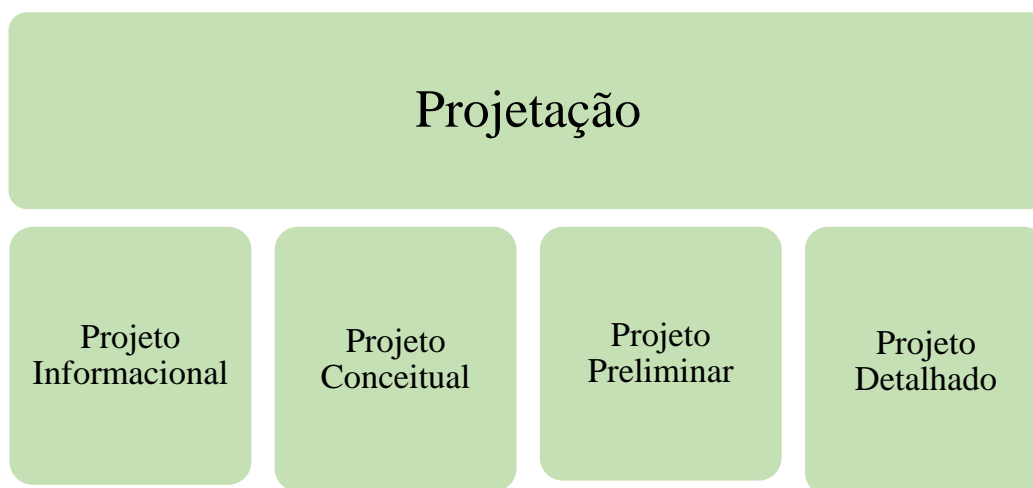 Projetação
Projeto
Informacional
Projeto
Conceitual
Projeto
Preliminar
Projeto
Detalhado